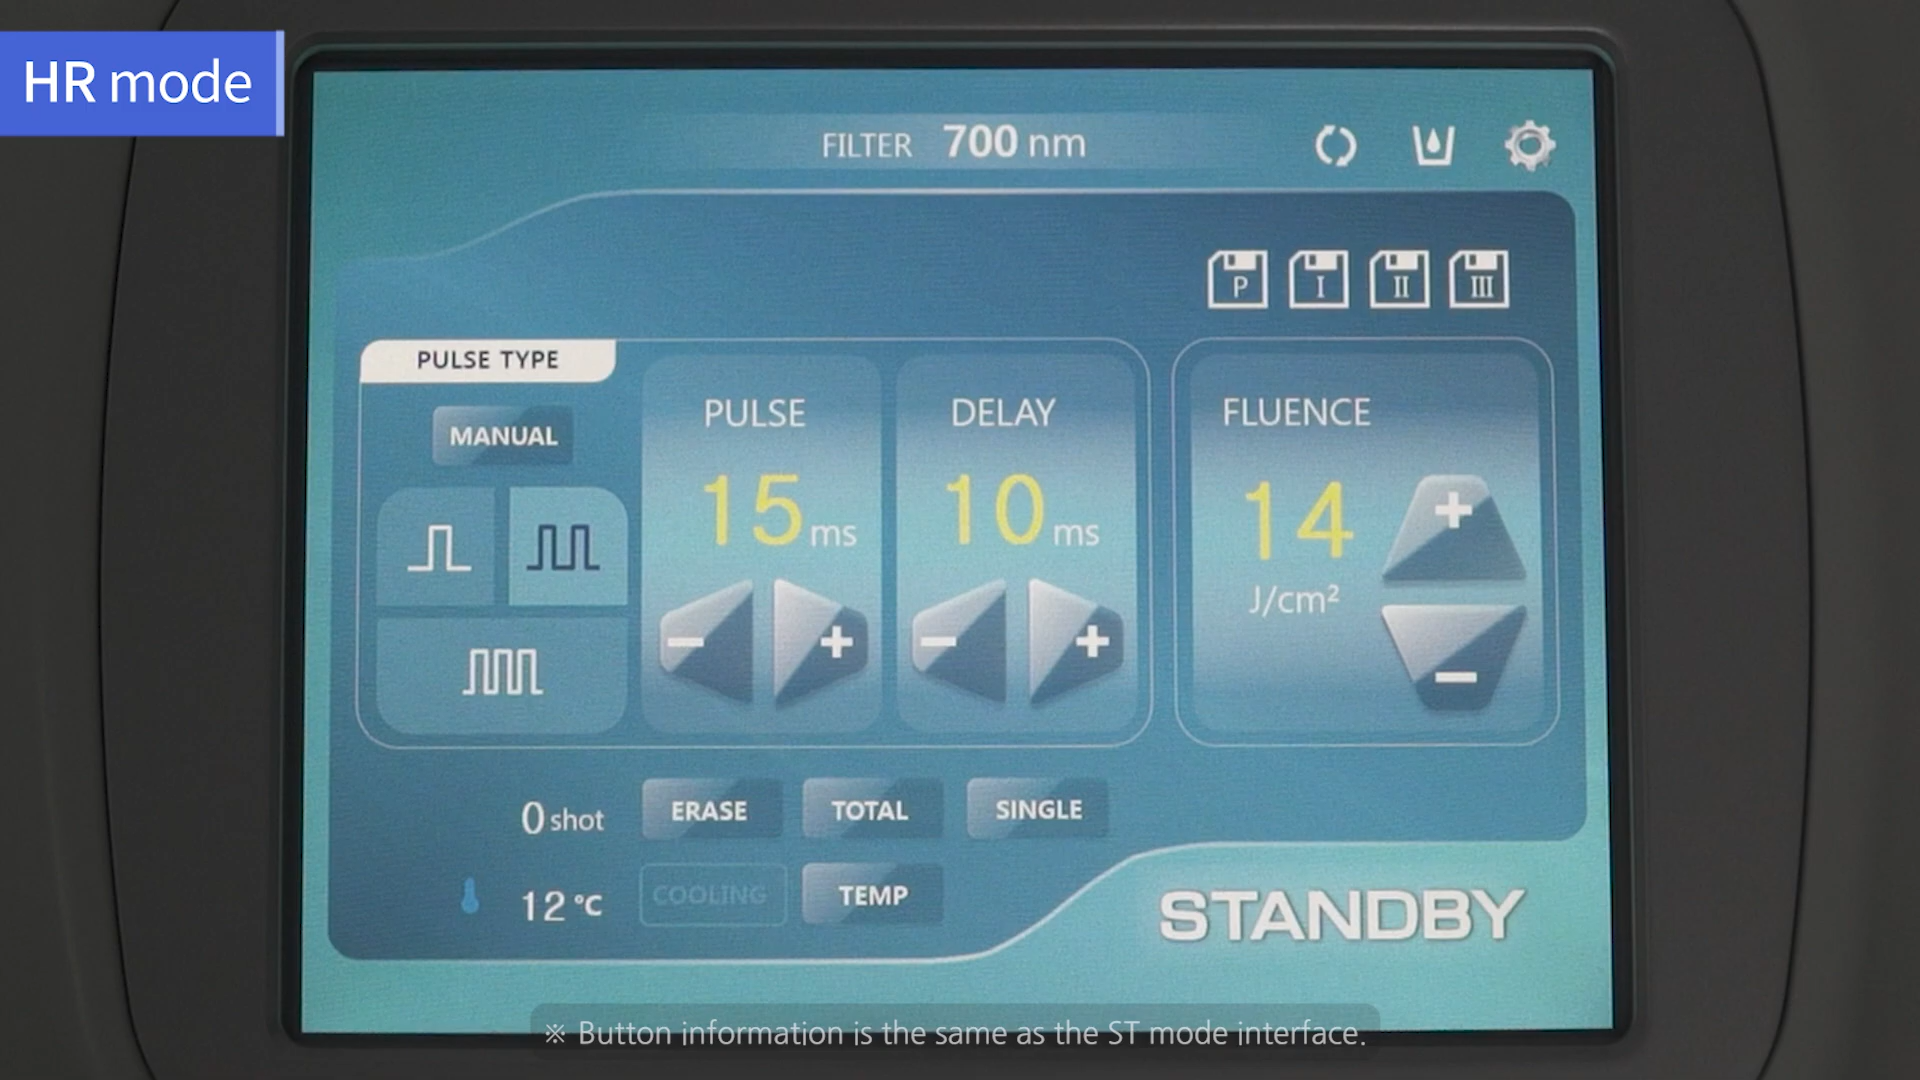 HR mode
FILTER 700 nm
P I II III
PULSE TYPE
MANUAL
PULSE
15 ms
DELAY
10 ms
FLUENCE
14
J/cm²
0 shot
ERASE
TOTAL
SINGLE
12 °C
COOLING
TEMP
STANDBY
※ Button information is the same as the ST mode interface.